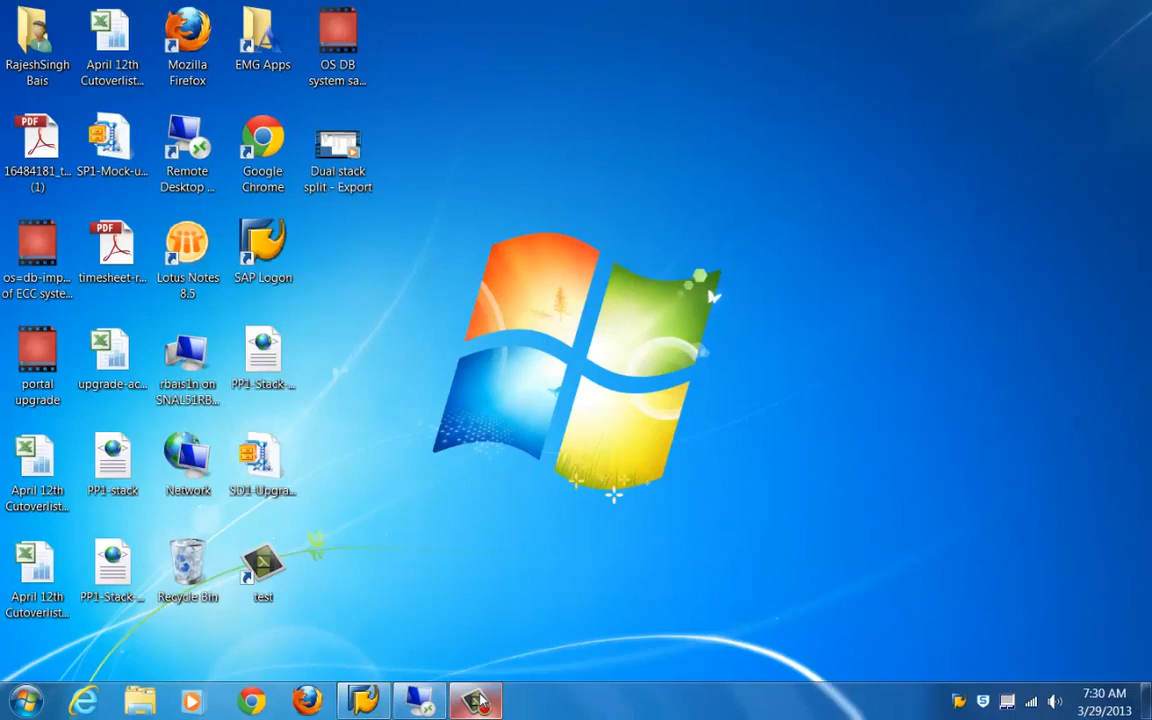 RajeshSingh
Bais
April 12th
Cutoverlist...
Mozilla
Firefox
EMG Apps
OS DB
system sa...
PDF
16484181_t...
(1)
SP1-Mock-u...
Remote
Desktop ...
Google
Chrome
Dual stack
split - Export
os=db-imp...
of ECC syste...
PDF
timesheet-r...
Lotus Notes
8.5
SAP Logon
portal
upgrade
upgrade-ac...
rbais1n on
SNAL51RB...
PP1-Stack-...
April 12th
Cutoverlist...
PP1-stack
Network
SD1-Upgra...
April 12th
Cutoverlist...
PP1-Stack-...
Recycle Bin
test
7:30 AM
3/29/2013